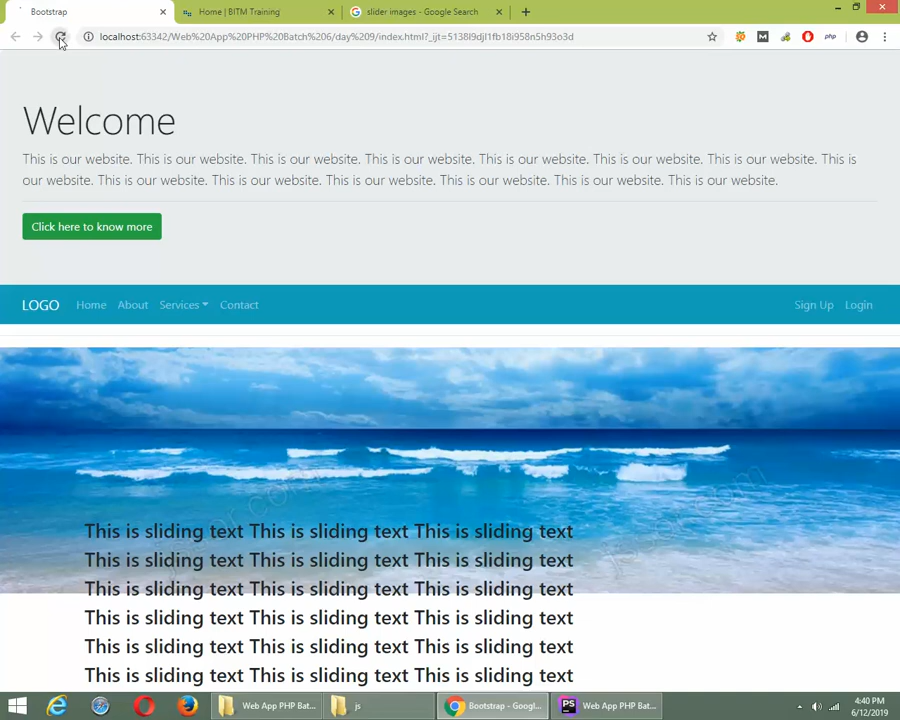 Bootstrap
Home | BITM Training
slider images - Google Search
localhost:63342/Web%20App%20PHP%20Batch%206/day%209/index.html?_ijt=5138l9djl1fb18i958n5h93o3d
php
Welcome
This is our website. This is our website. This is our website. This is our website. This is our website. This is our website. This is our website. This is
our website. This is our website. This is our website. This is our website. This is our website. This is our website. This is our website.
Click here to know more
LOGO Home About Services Contact Sign Up Login
This is sliding text This is sliding text This is sliding text
This is sliding text This is sliding text This is sliding text
This is sliding text This is sliding text This is sliding text
This is sliding text This is sliding text This is sliding text
This is sliding text This is sliding text This is sliding text
This is sliding text This is sliding text This is sliding text
Web App PHP Bat...
js
Bootstrap - Googl...
PS
Web App PHP Bat...
4:40 PM
6/12/2019